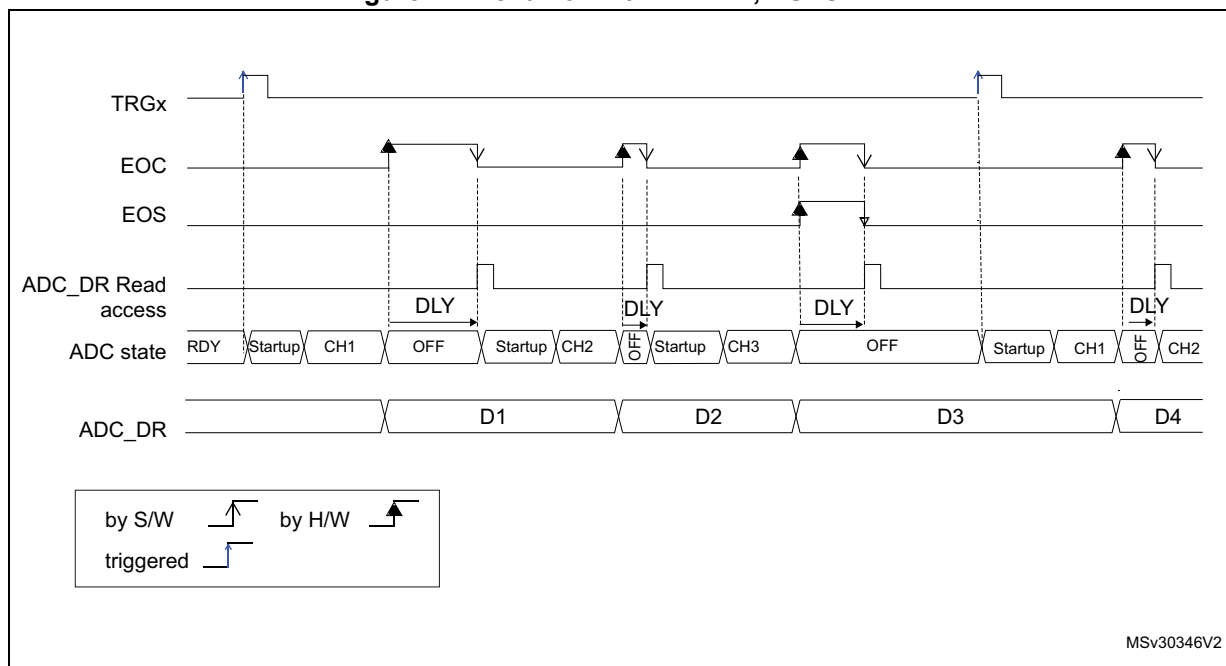 TRGx
EOC
EOS
ADC_DR Read
access
DLY DLY DLY DLY
ADC state RDY Startup CH1 OFF Startup CH2 OFF Startup CH3 OFF Startup CH1 OFF CH2
ADC_DR D1 D2 D3 D4
by S/W by H/W
triggered
MSv30346V2